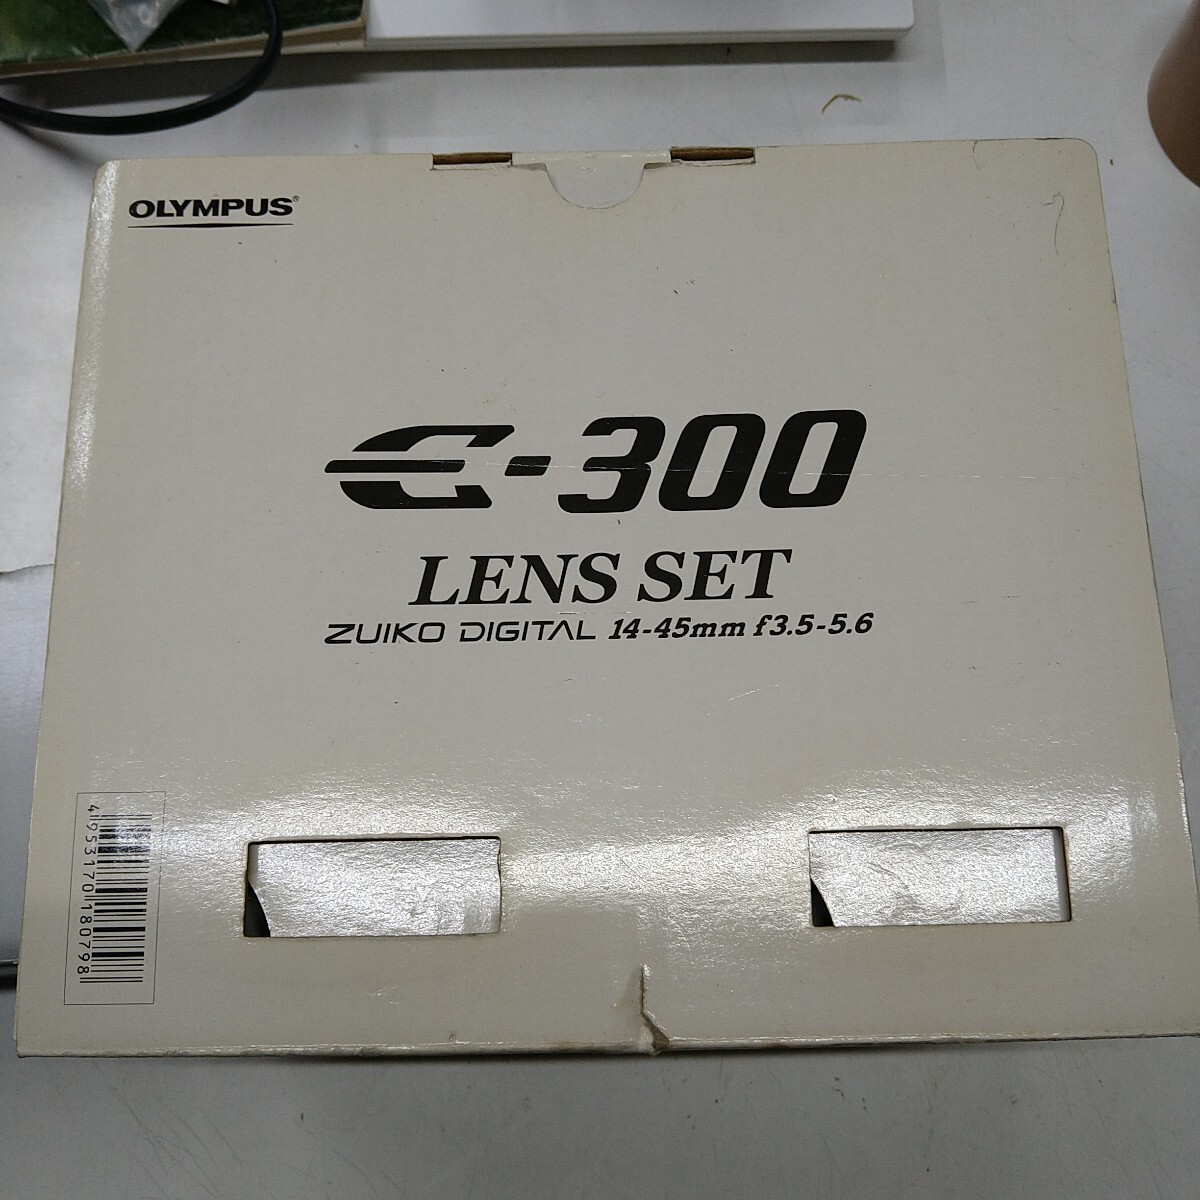 OLYMPUS®
E-300
LENS SET
ZUIKO DIGITAL 14-45mm f3.5-5.6
4953170180798